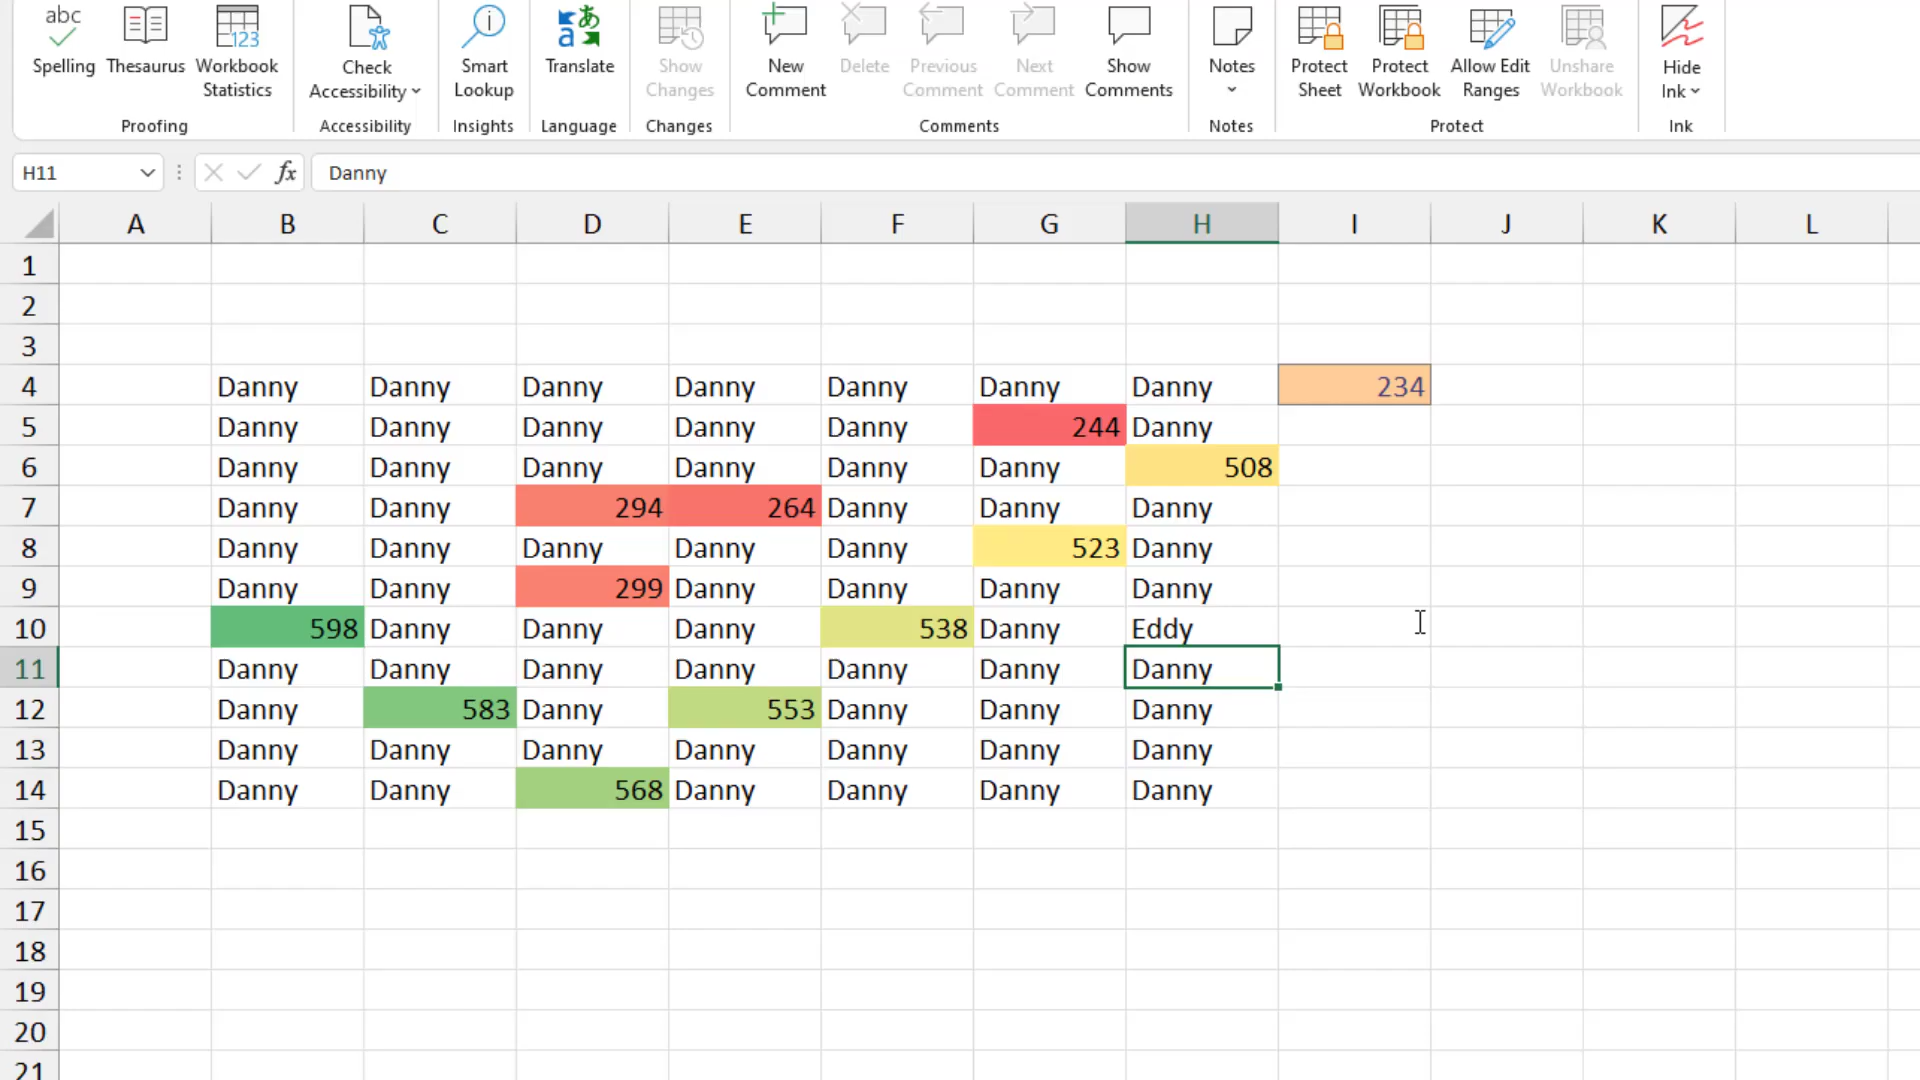 abc
123
Spelling Thesaurus Workbook Statistics Check Accessibility Smart Lookup Translate Show Changes New Comment Delete Previous Comment Next Comment Show Comments Notes Protect Sheet Protect Workbook Allow Edit Ranges Unshare Workbook Hide Ink
Proofing Accessibility Insights Language Changes Comments Notes Protect Ink
H11 fx Danny
A B C D E F G H I J K L
1
2
3
4 Danny Danny Danny Danny Danny Danny Danny 234
5 Danny Danny Danny Danny Danny 244 Danny
6 Danny Danny Danny Danny Danny Danny 508
7 Danny Danny 294 264 Danny Danny Danny
8 Danny Danny Danny Danny Danny 523 Danny
9 Danny Danny 299 Danny Danny Danny Danny
10 598 Danny Danny Danny 538 Danny Eddy
11 Danny Danny Danny Danny Danny Danny Danny
12 Danny 583 Danny 553 Danny Danny Danny
13 Danny Danny Danny Danny Danny Danny Danny
14 Danny Danny 568 Danny Danny Danny Danny
15
16
17
18
19
20
21